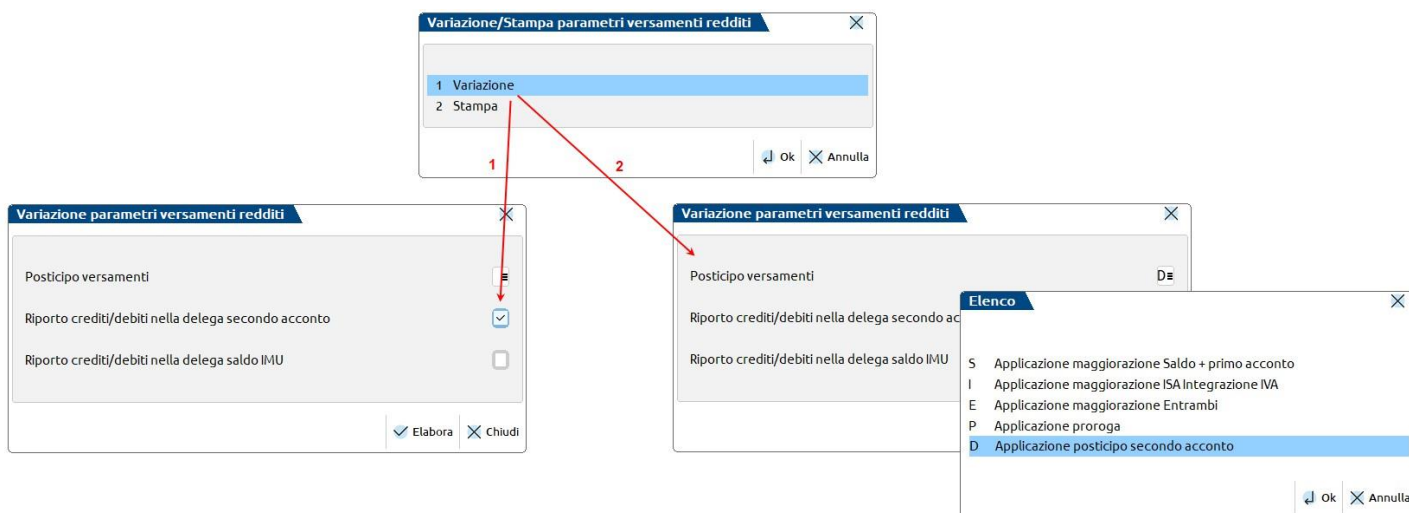 Variazione/Stampa parametri versamenti redditi
1 Variazione
2 Stampa
Ok Annulla
1
2
Variazione parametri versamenti redditi
Posticipo versamenti
Riporto crediti/debiti nella delega secondo acconto
Riporto crediti/debiti nella delega saldo IMU
Elabora Chiudi
Variazione parametri versamenti redditi
Posticipo versamenti D
Riporto crediti/debiti nella delega secondo ac
Riporto crediti/debiti nella delega saldo IMU
Elenco
S Applicazione maggiorazione Saldo + primo acconto
I Applicazione maggiorazione ISA Integrazione IVA
E Applicazione maggiorazione Entrambi
P Applicazione proroga
D Applicazione posticipo secondo acconto
Ok Annulla